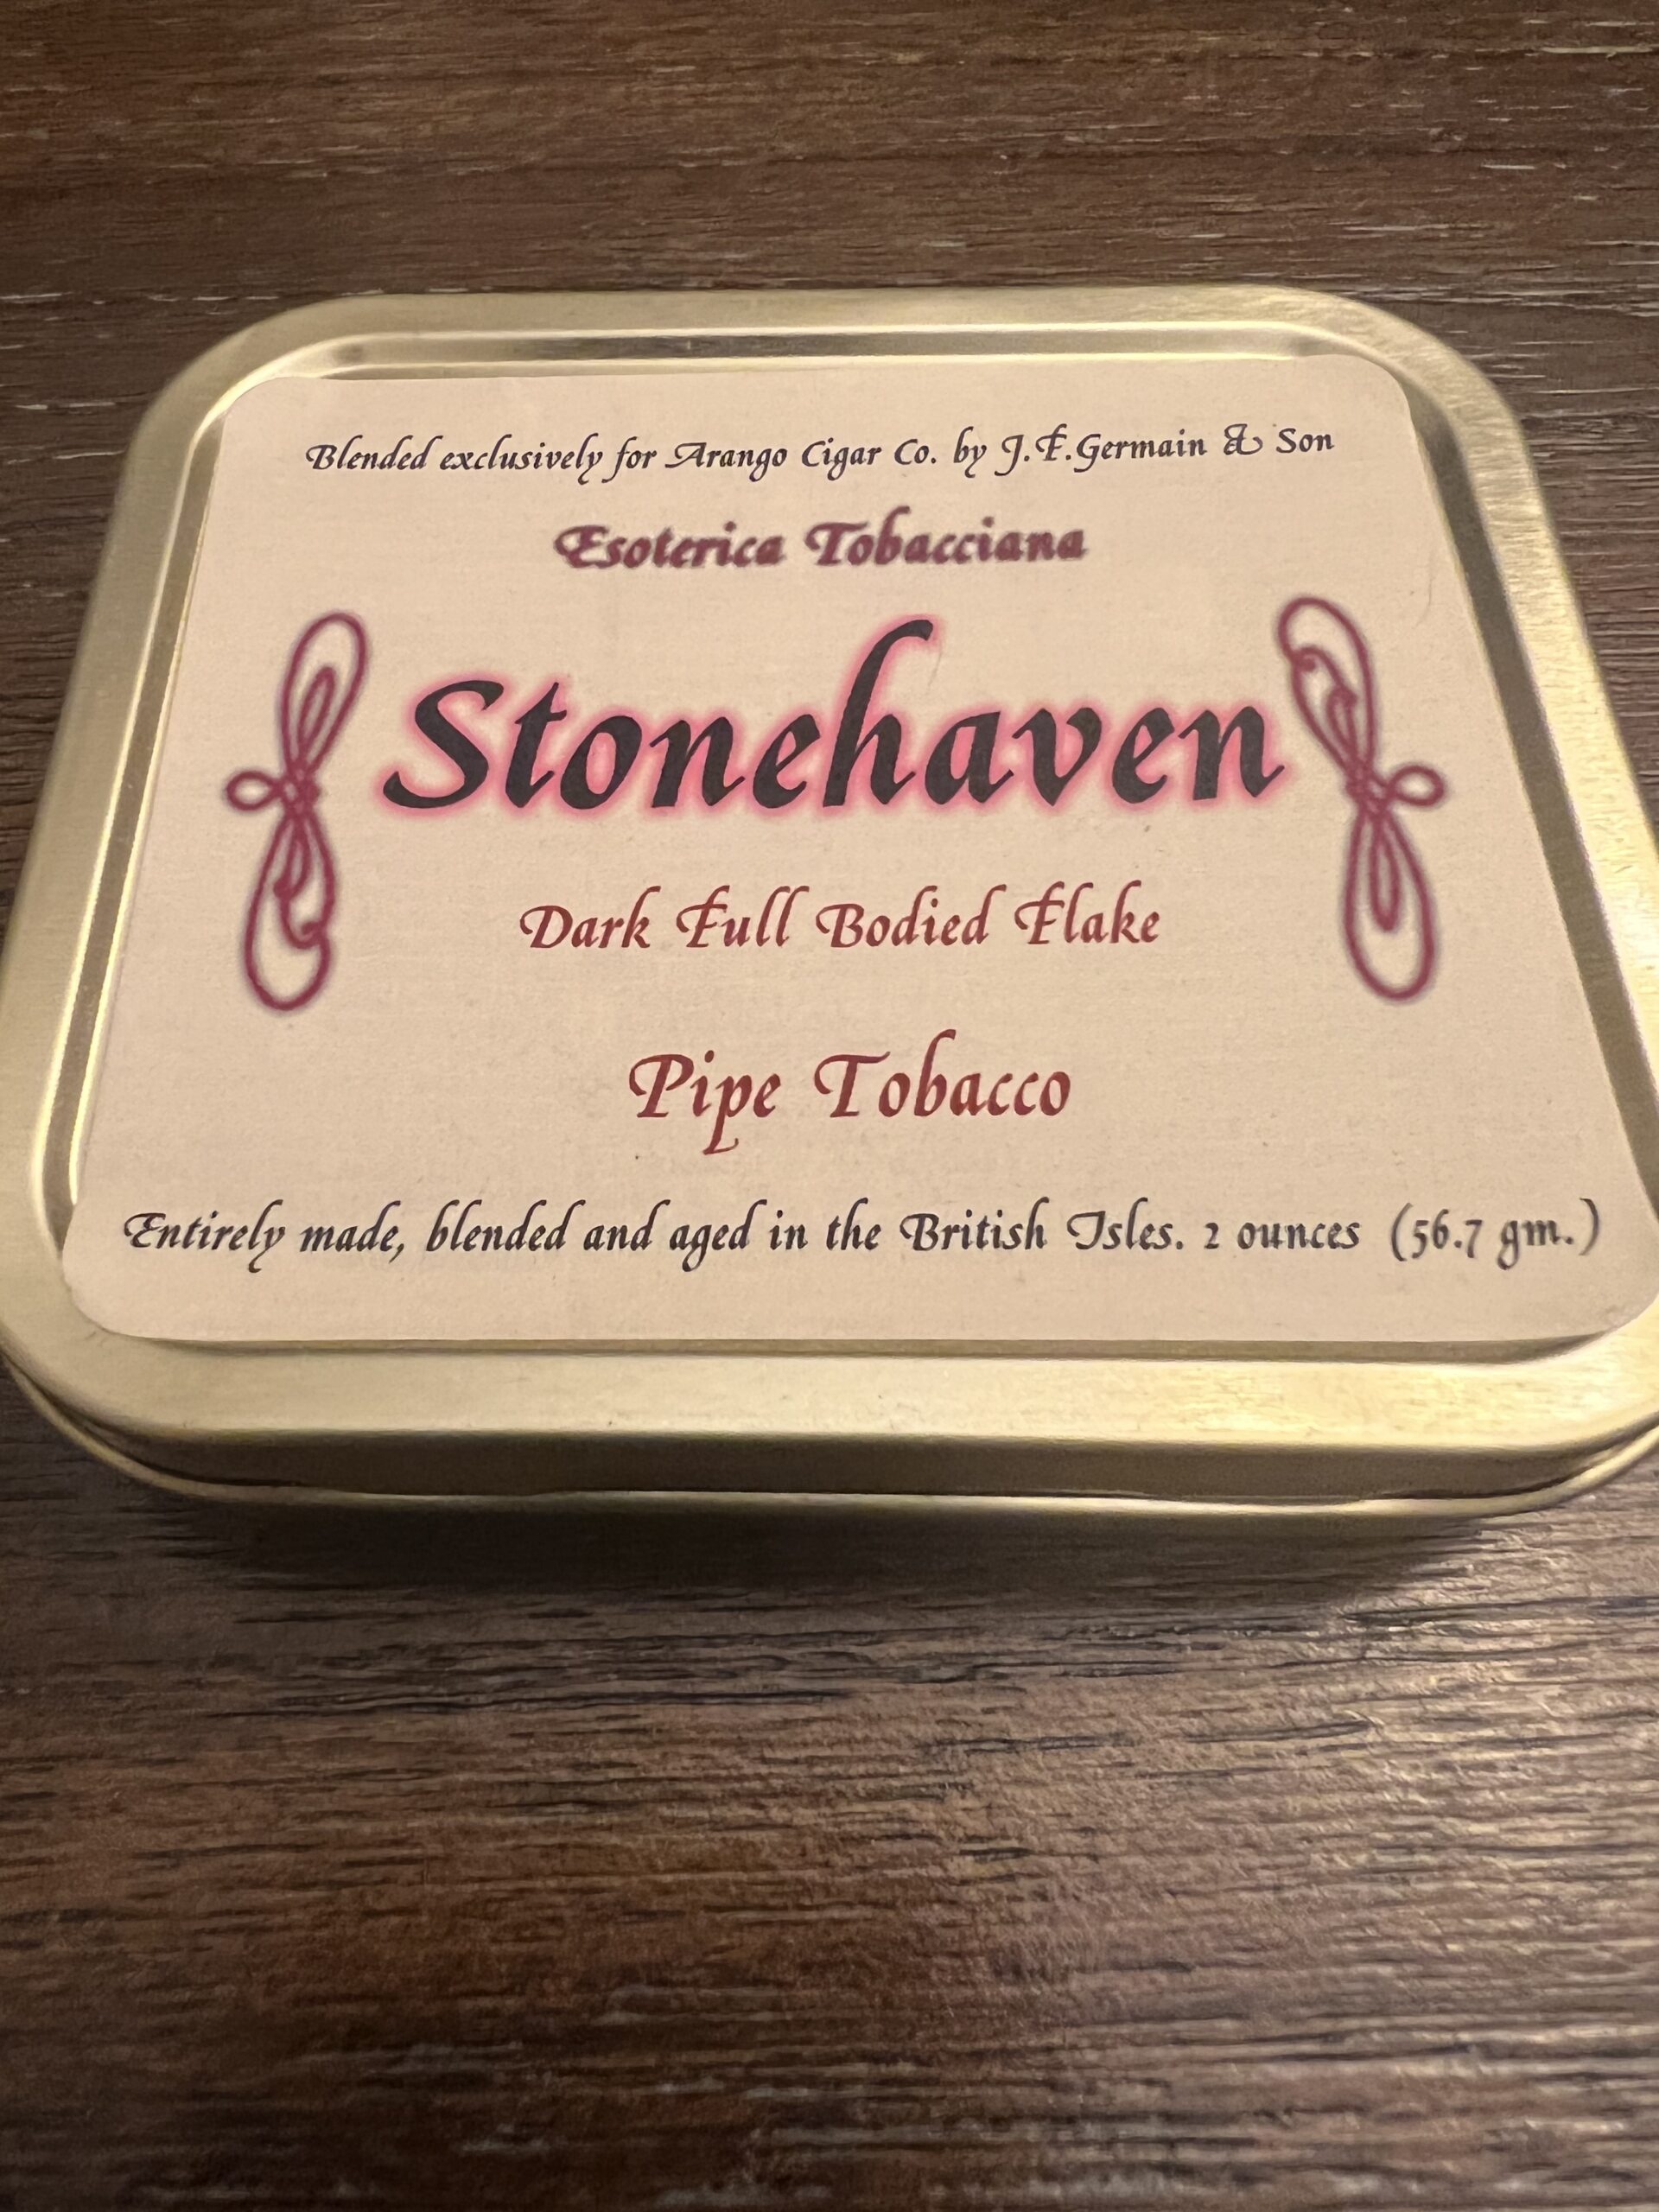 Blended exclusively for Arango Cigar Co. by J.F.Germain & Son
Esoterica Tobacciana
Stonehaven
Dark Full Bodied Flake
Pipe Tobacco
Entirely made, blended and aged in the British Isles. 2 ounces (56.7 gm.)